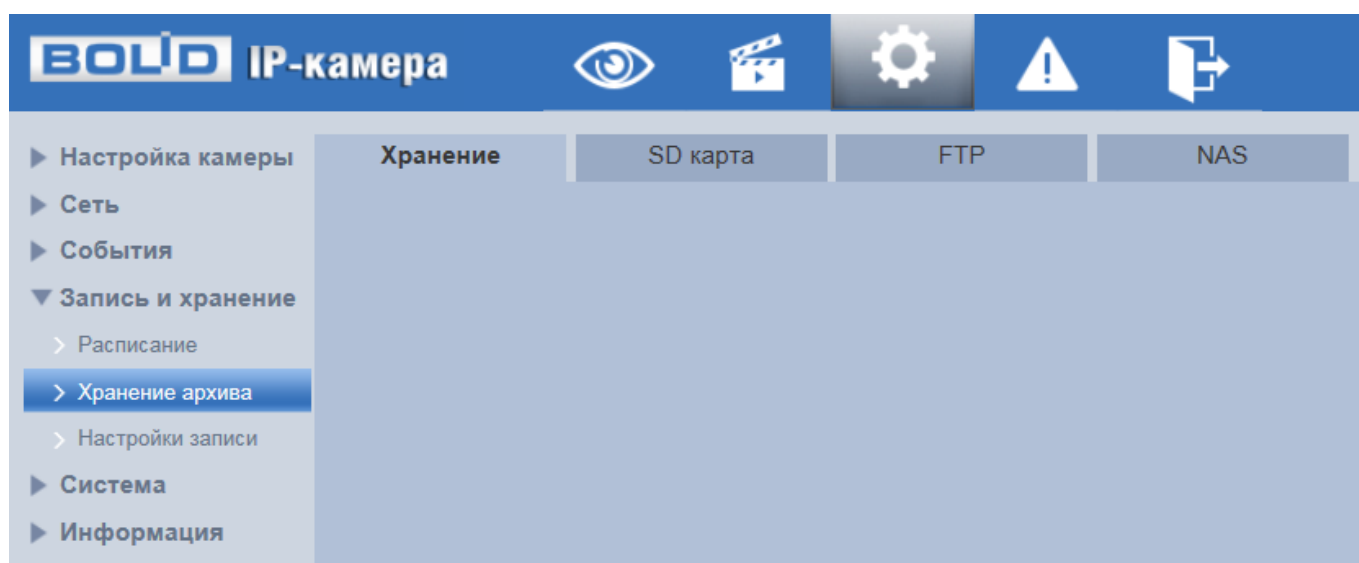 BOLID IP-камера
Настройка камеры
Сеть
События
Запись и хранение
Расписание
Хранение архива
Настройки записи
Система
Информация
Хранение SD карта FTP NAS